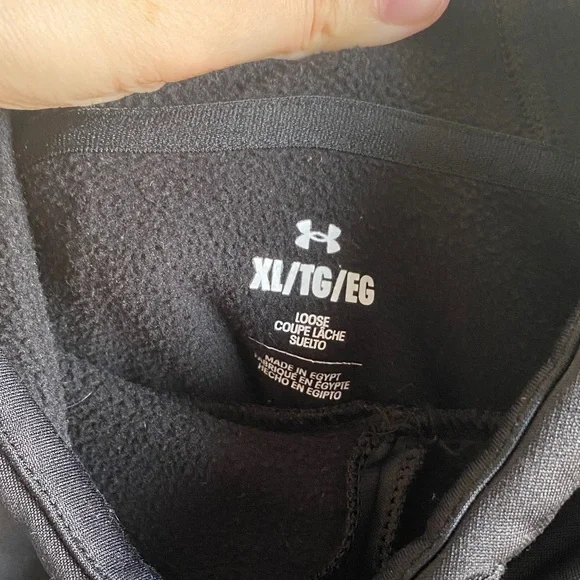 XL/TG/EG
LOOSE
COUPE LÂCHE
SUELTO
MADE IN EGYPT
FABRIQUÉ EN ÉGYPTE
HECHO EN EGIPTO